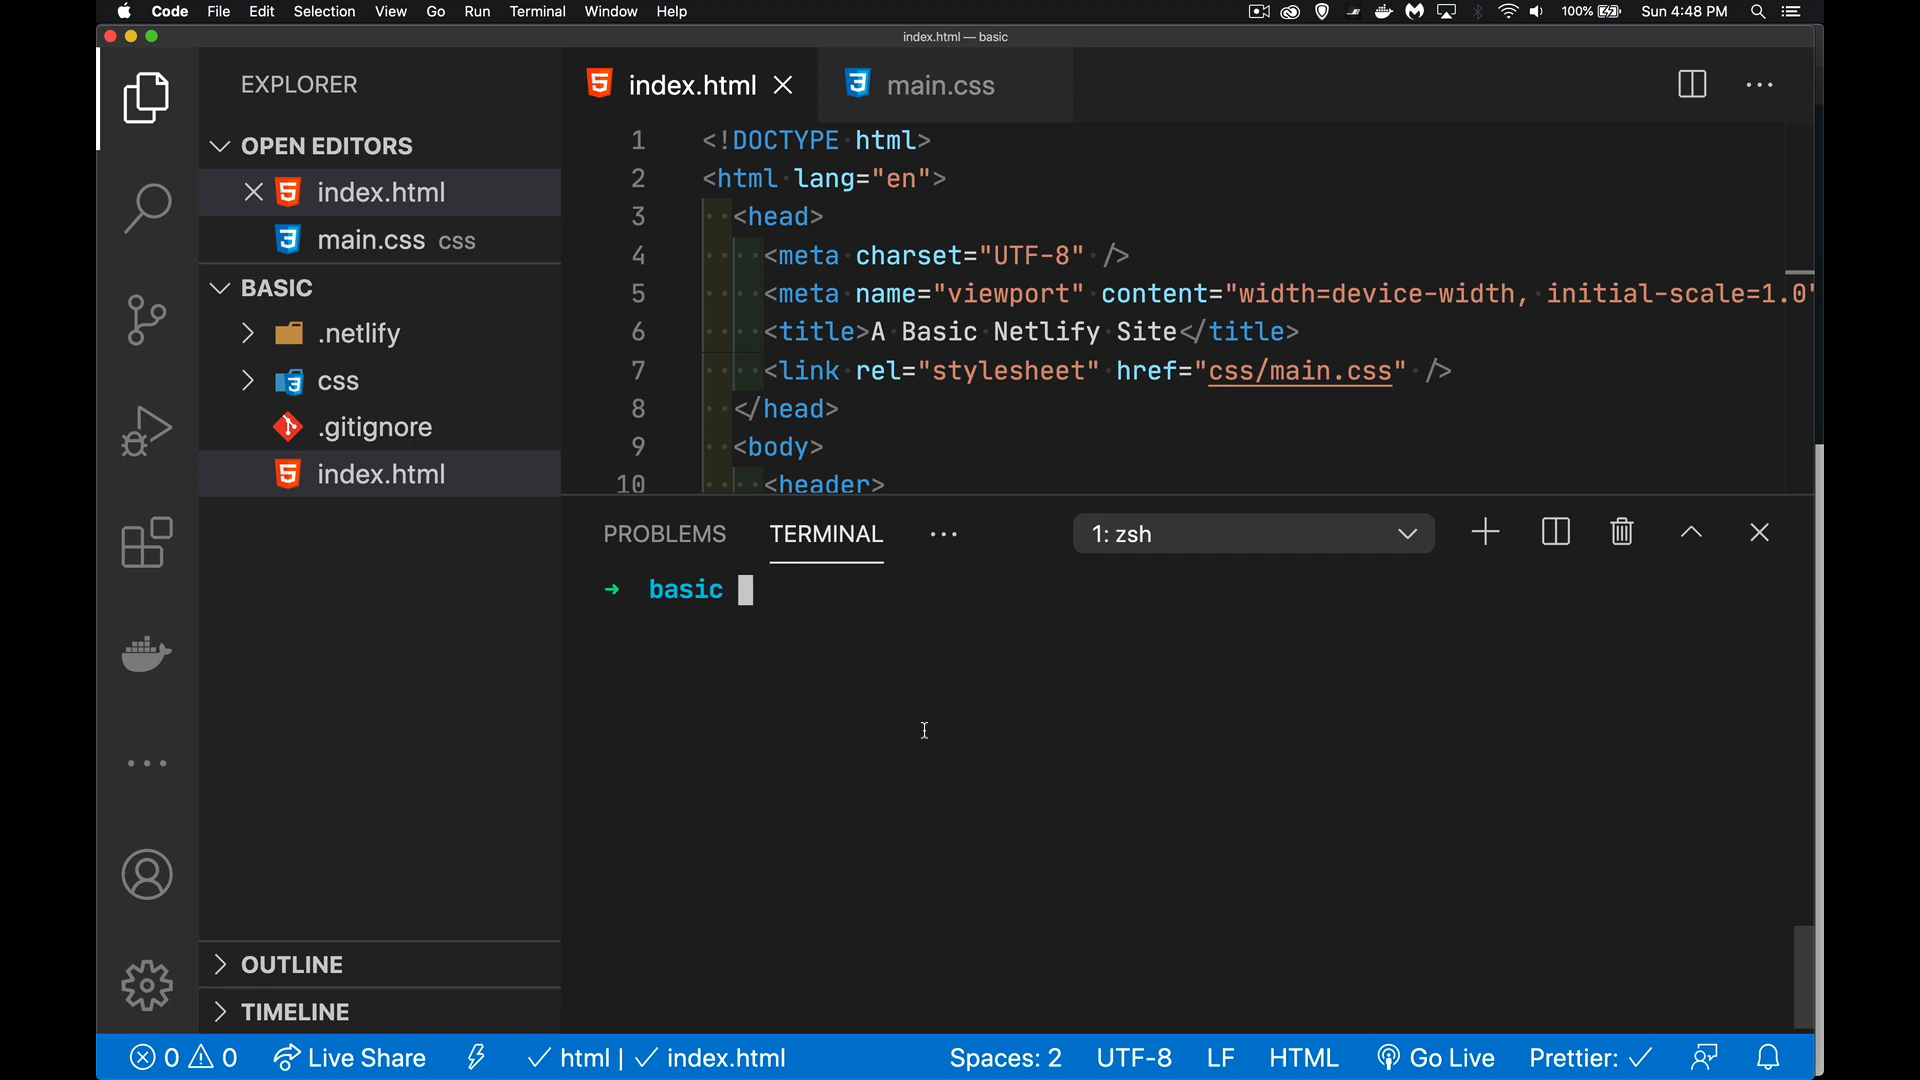 Code File Edit Selection View Go Run Terminal Window Help 100% Sun 4:48 PM
index.html — basic
EXPLORER
OPEN EDITORS
index.html
main.css css
BASIC
.netlify
css
.gitignore
index.html
OUTLINE
TIMELINE
index.html main.css
1 <!DOCTYPE html>
2 <html lang="en">
3 <head>
4 <meta charset="UTF-8" />
5 <meta name="viewport" content="width=device-width, initial-scale=1.0"
6 <title>A Basic Netlify Site</title>
7 <link rel="stylesheet" href="css/main.css" />
8 </head>
9 <body>
10 <header>
PROBLEMS TERMINAL ··· 1: zsh
➜ basic
0 0 Live Share html | index.html Spaces: 2 UTF-8 LF HTML Go Live Prettier: ✓